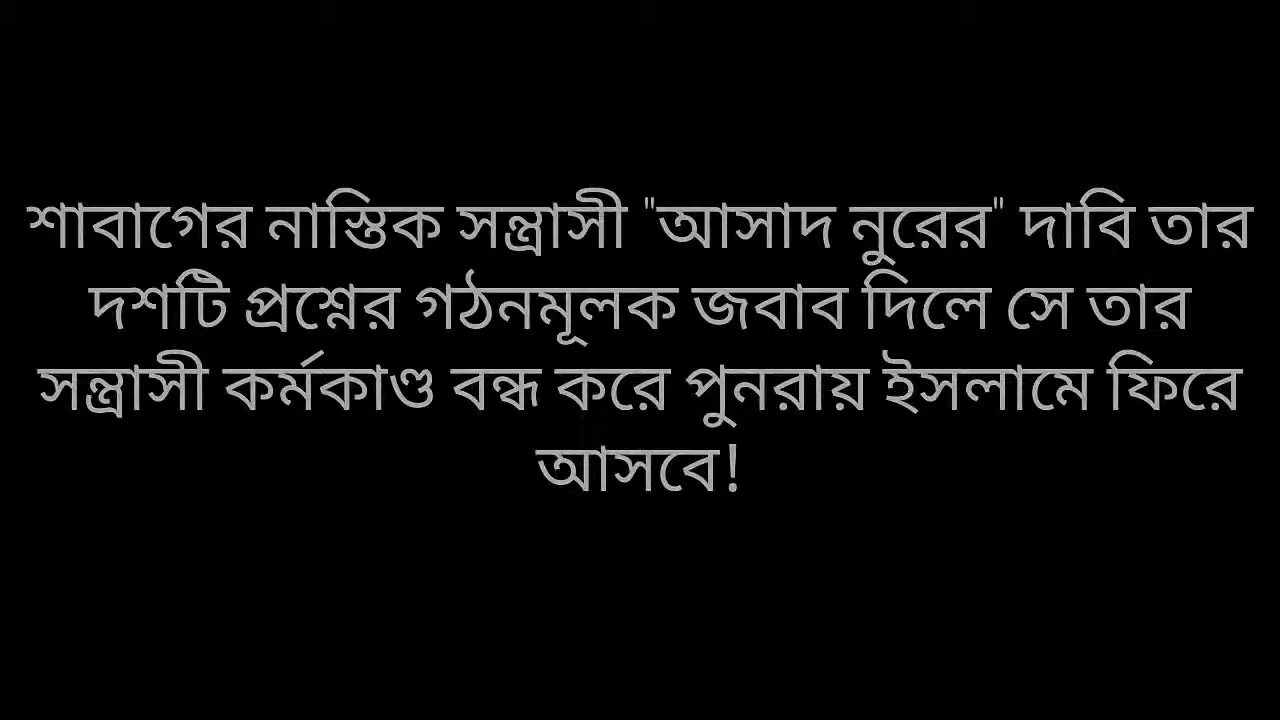 শাবাগের নাস্তিক সন্ত্রাসী "আসাদ নুরের" দাবি তার
দশটি প্রশ্নের গঠনমূলক জবাব দিলে সে তার
সন্ত্রাসী কর্মকাণ্ড বন্ধ করে পুনরায় ইসলামে ফিরে
আসবে!